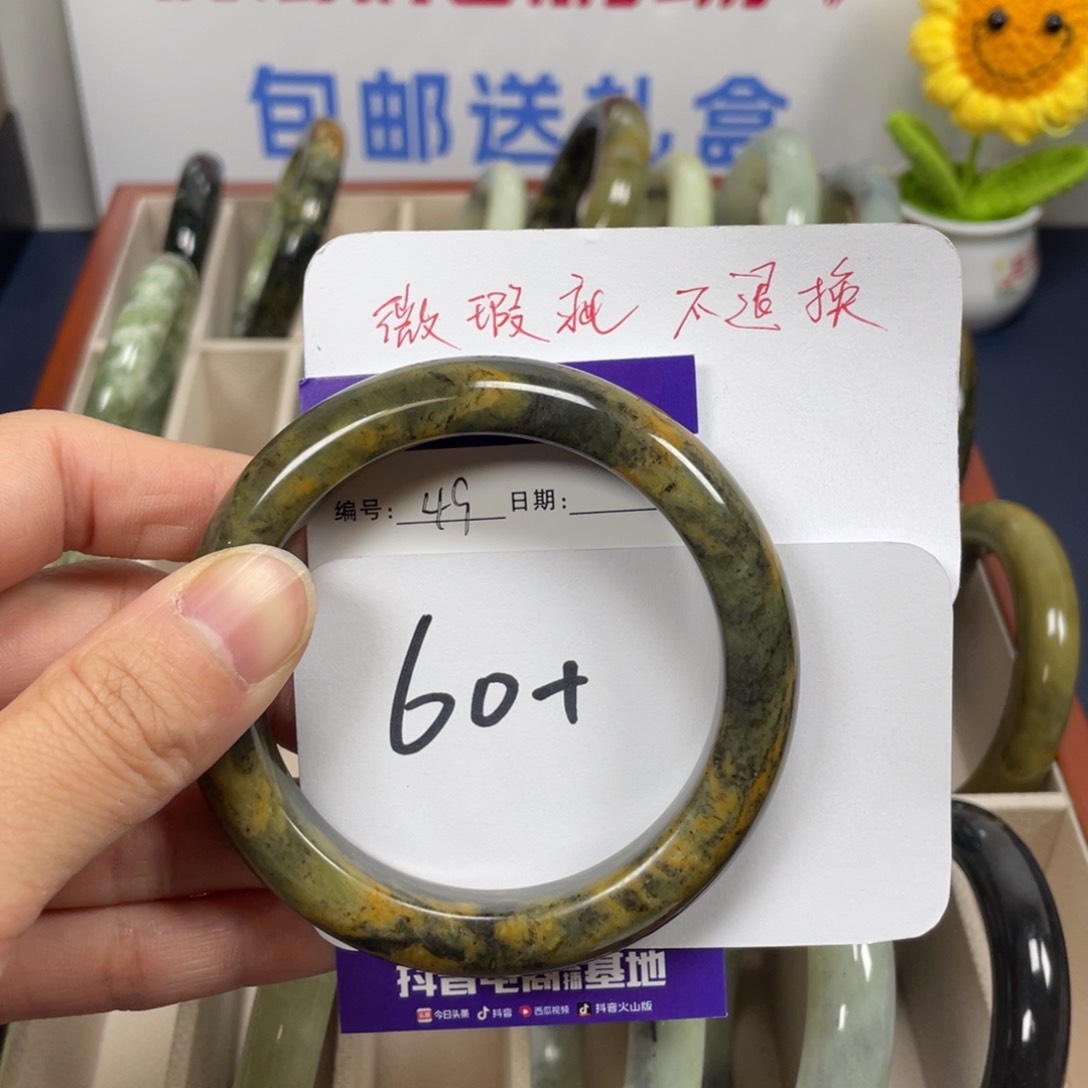 包邮送礼盒
微瑕疵 不退换
编号: 49 日期:
60+
抖音电商直播基地
今日头条 抖音 西瓜视频 抖音火山版